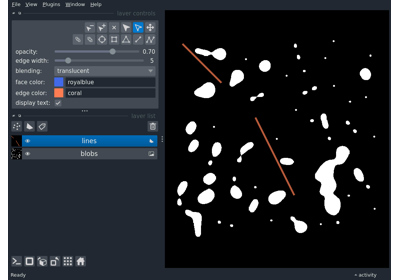 File View Plugins Window Help
layer controls
opacity: 0.70
edge width: 5
blending: translucent
face color: royalblue
edge color: coral
display text:
layer list
lines
blobs
Ready activity